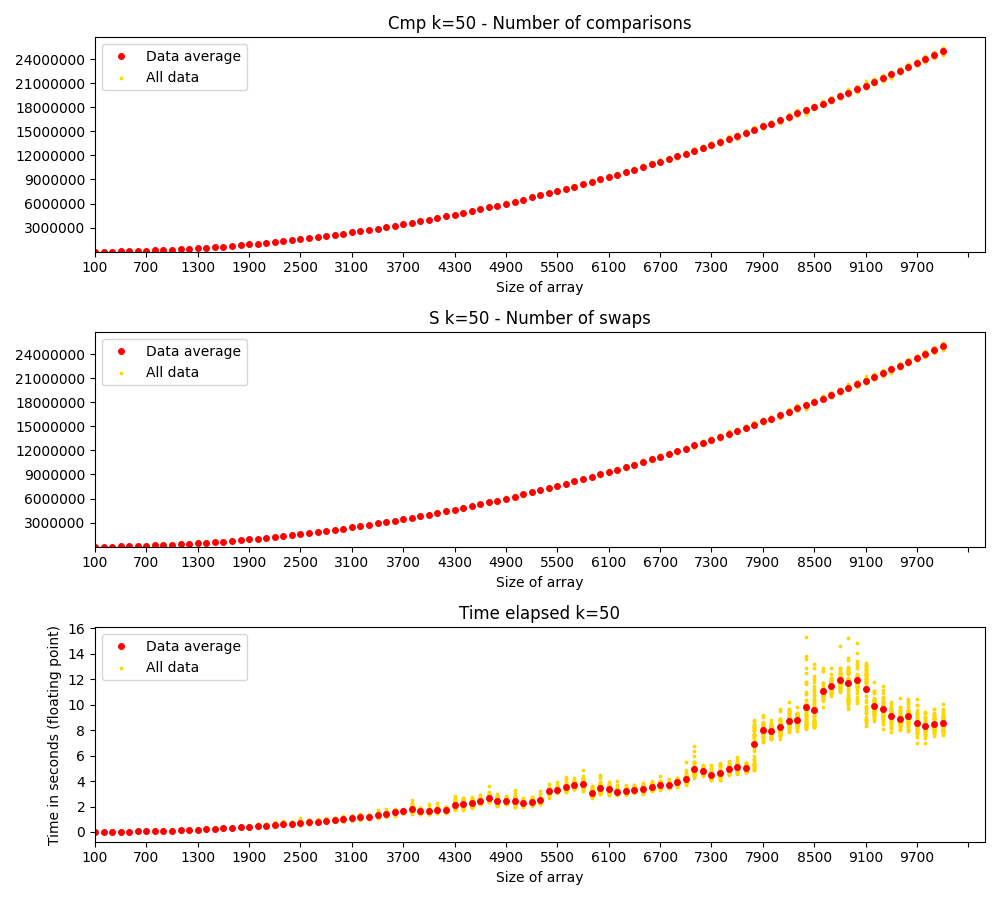 Cmp k=50 - Number of comparisons
Data average
All data
24000000
21000000
18000000
15000000
12000000
9000000
6000000
3000000
100 700 1300 1900 2500 3100 3700 4300 4900 5500 6100 6700 7300 7900 8500 9100 9700
Size of array
S k=50 - Number of swaps
Data average
All data
24000000
21000000
18000000
15000000
12000000
9000000
6000000
3000000
100 700 1300 1900 2500 3100 3700 4300 4900 5500 6100 6700 7300 7900 8500 9100 9700
Size of array
Time elapsed k=50
Data average
All data
Time in seconds (floating point)
16
14
12
10
8
6
4
2
0
100 700 1300 1900 2500 3100 3700 4300 4900 5500 6100 6700 7300 7900 8500 9100 9700
Size of array